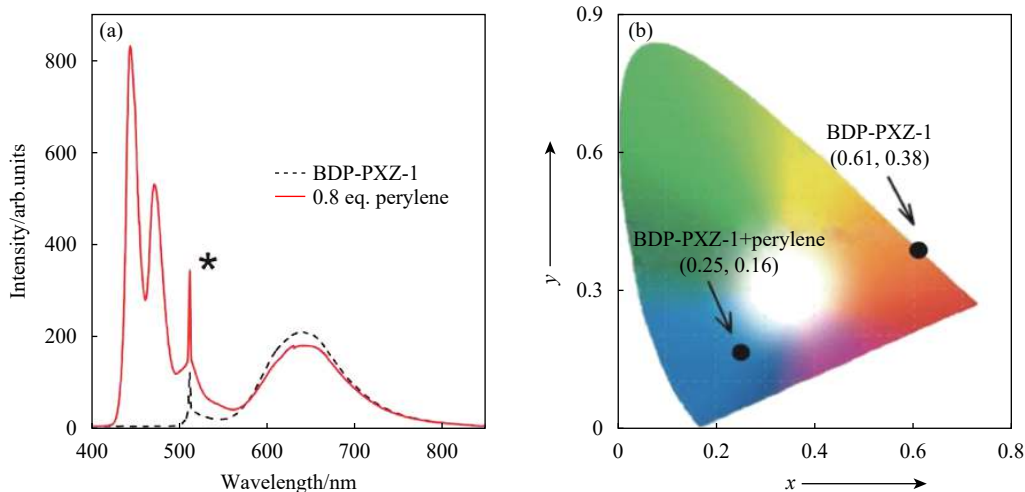 (a)
800
600
400
200
0
Intensity/arb.units
BDP-PXZ-1
0.8 eq. perylene
*
400
500
600
700
800
Wavelength/nm
(b)
0.9
0.6
0.3
0
y
BDP-PXZ-1
(0.61, 0.38)
BDP-PXZ-1+perylene
(0.25, 0.16)
0
0.2
0.4
0.6
0.8
x